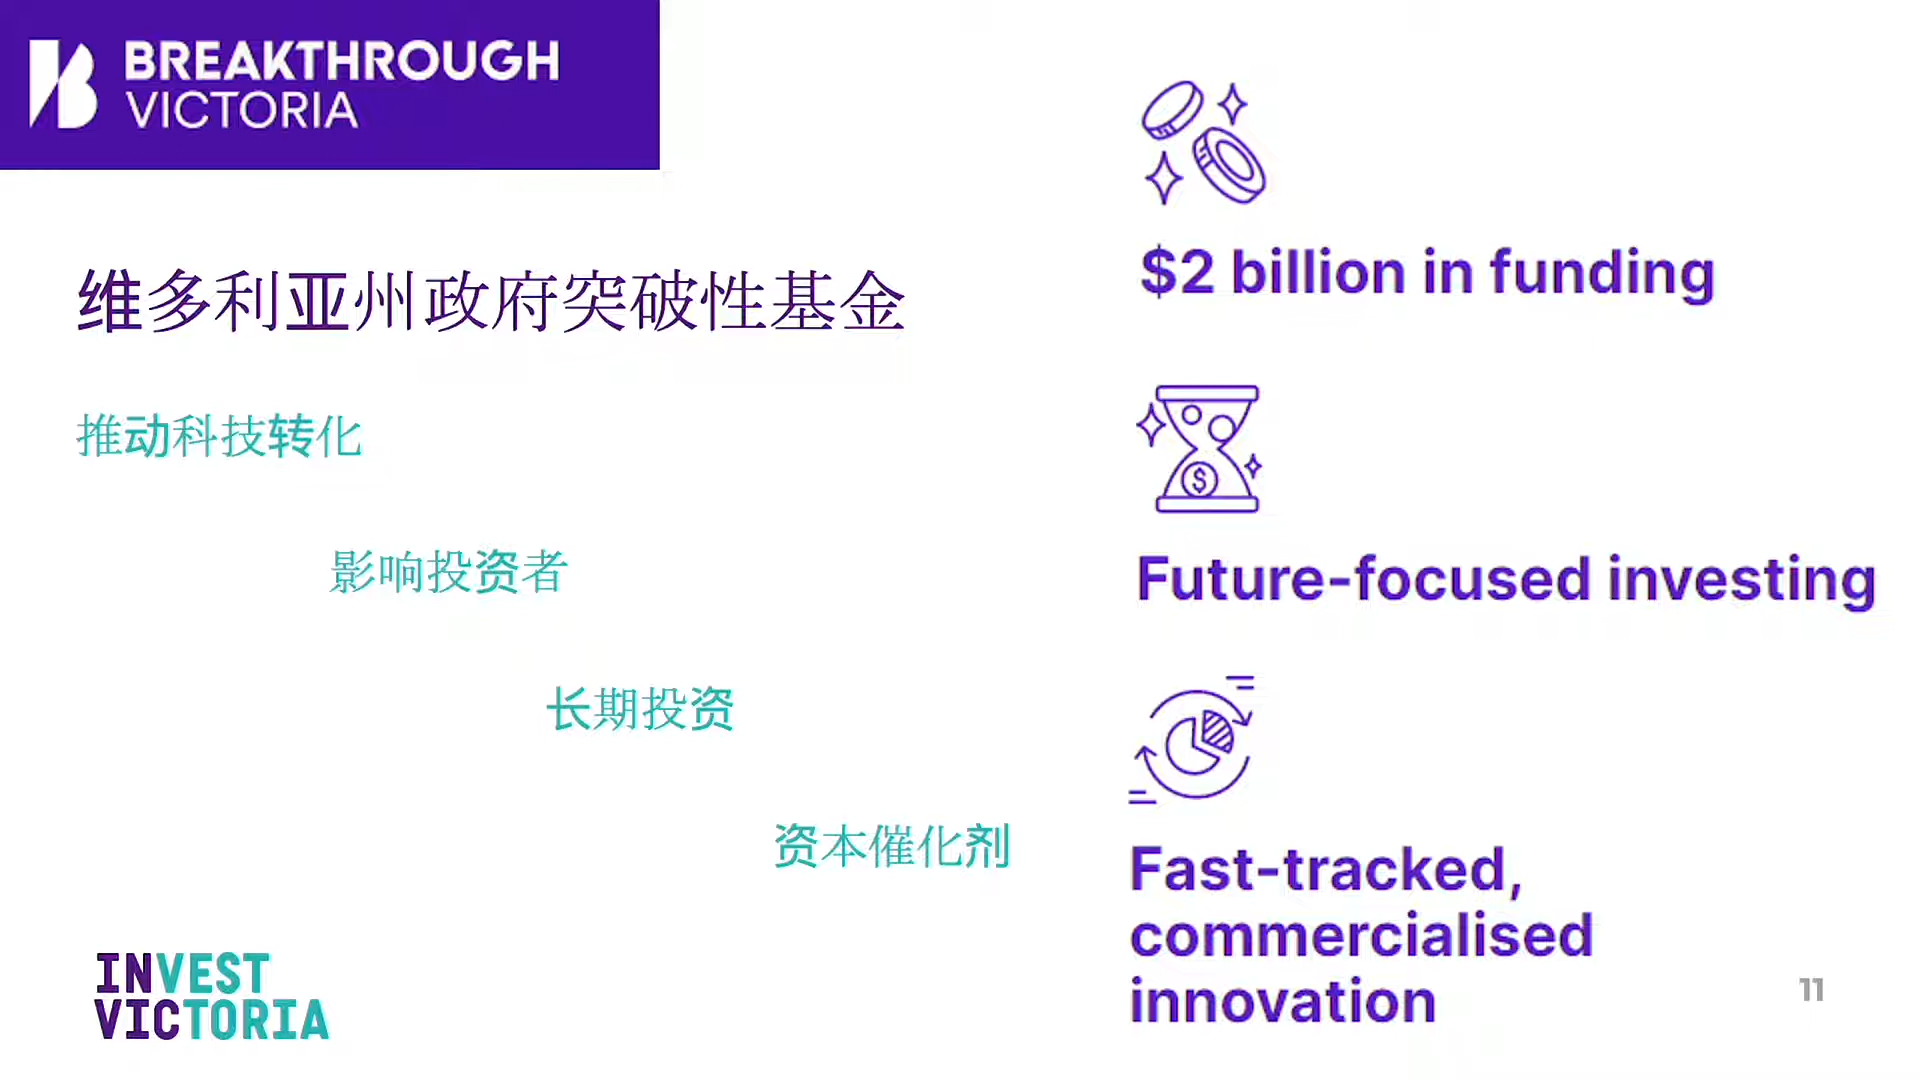 BREAKTHROUGH
VICTORIA
维多利亚州政府突破性基金
推动科技转化
影响投资者
长期投资
资本催化剂
$2 billion in funding
$
Future-focused investing
Fast-tracked,
commercialised
innovation
INVEST
VICTORIA
11